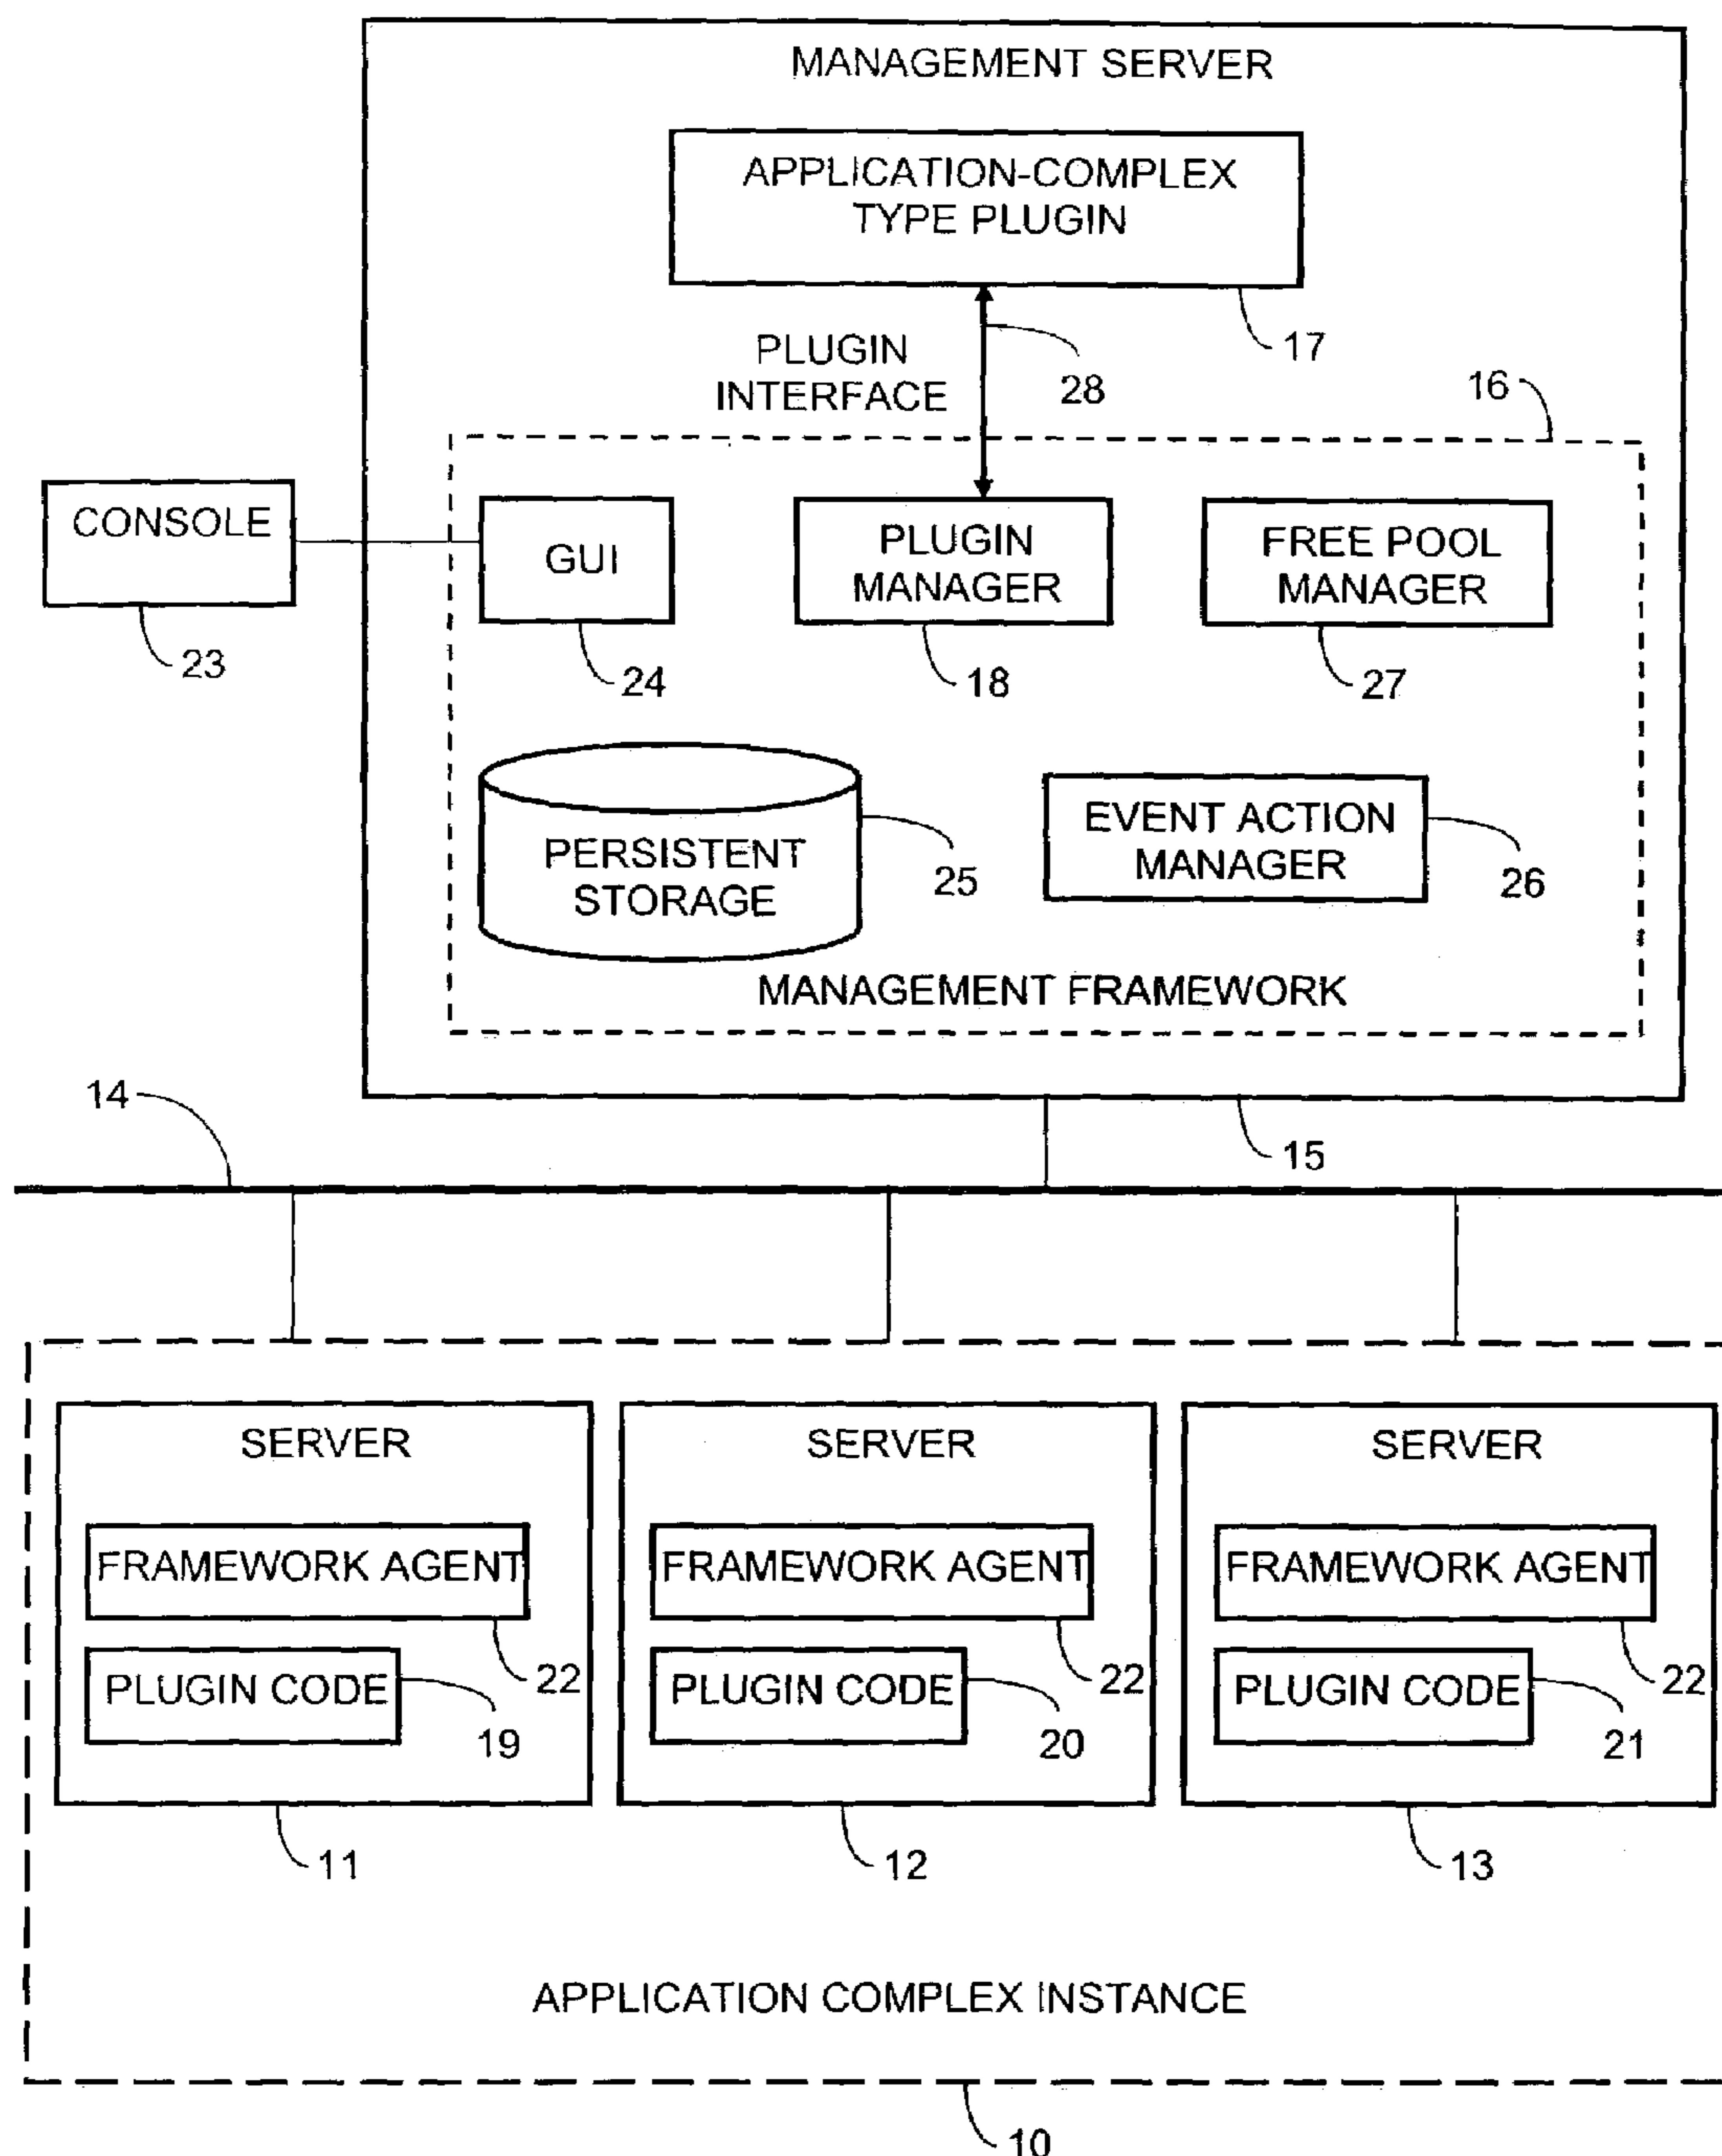 MANAGEMENT SERVER
APPLICATION-COMPLEX
TYPE PLUGIN
17
PLUGIN
INTERFACE
28
16
CONSOLE
23
GUI
24
PLUGIN
MANAGER
18
FREE POOL
MANAGER
27
PERSISTENT
STORAGE
25
EVENT ACTION
MANAGER
26
MANAGEMENT FRAMEWORK
14
15
SERVER
FRAMEWORK AGENT
22
PLUGIN CODE
19
11
SERVER
FRAMEWORK AGENT
22
PLUGIN CODE
20
12
SERVER
FRAMEWORK AGENT
22
PLUGIN CODE
21
13
APPLICATION COMPLEX INSTANCE
10